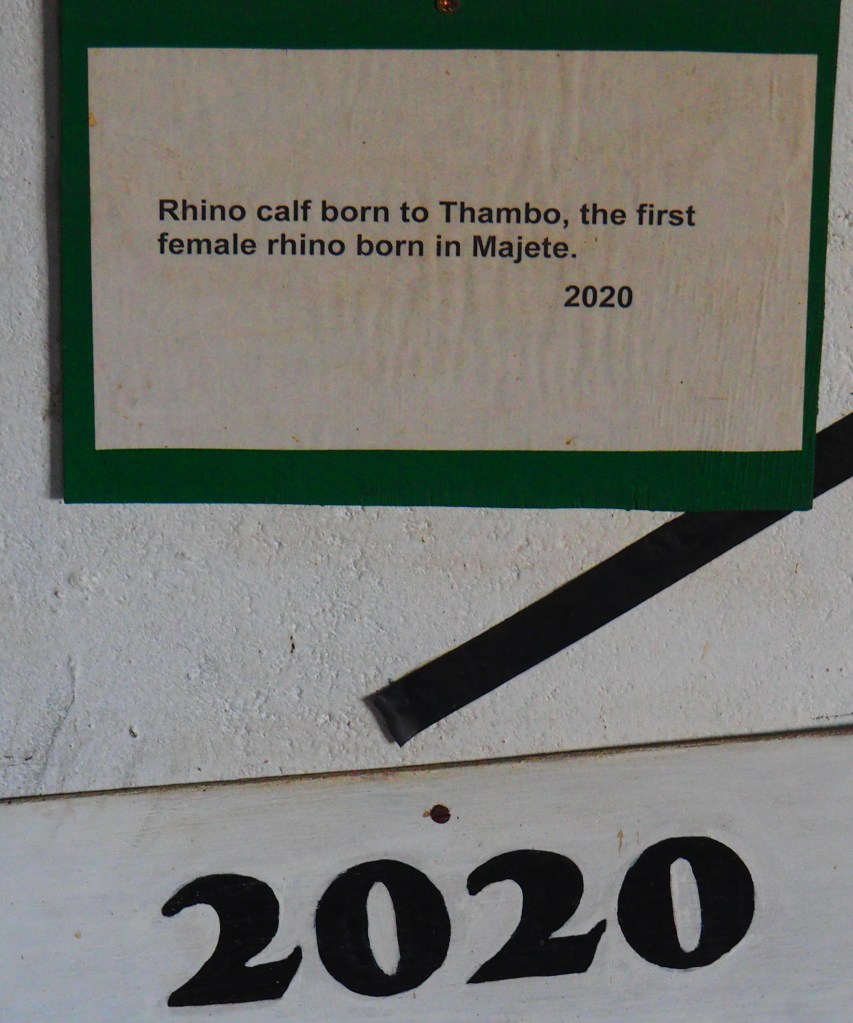 Rhino calf born to Thambo, the first
female rhino born in Majete.
2020
2020